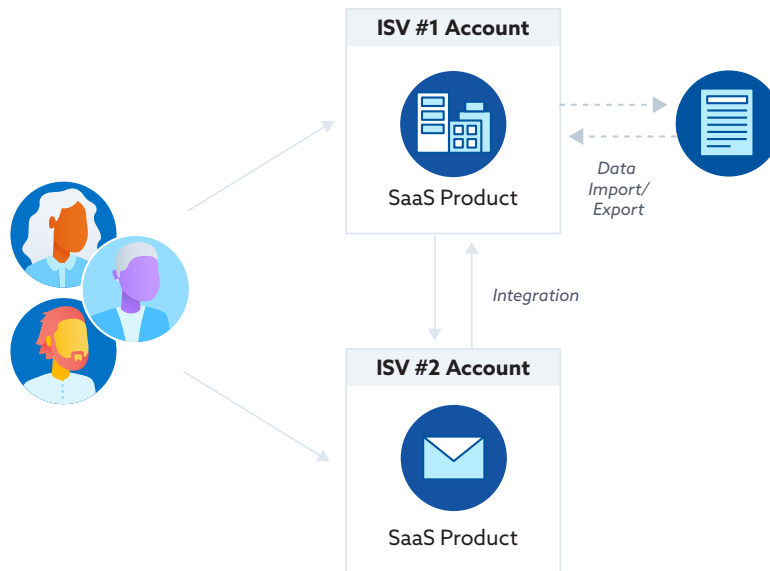 ISV #1 Account
SaaS Product
Data
Import/
Export
Integration
ISV #2 Account
SaaS Product